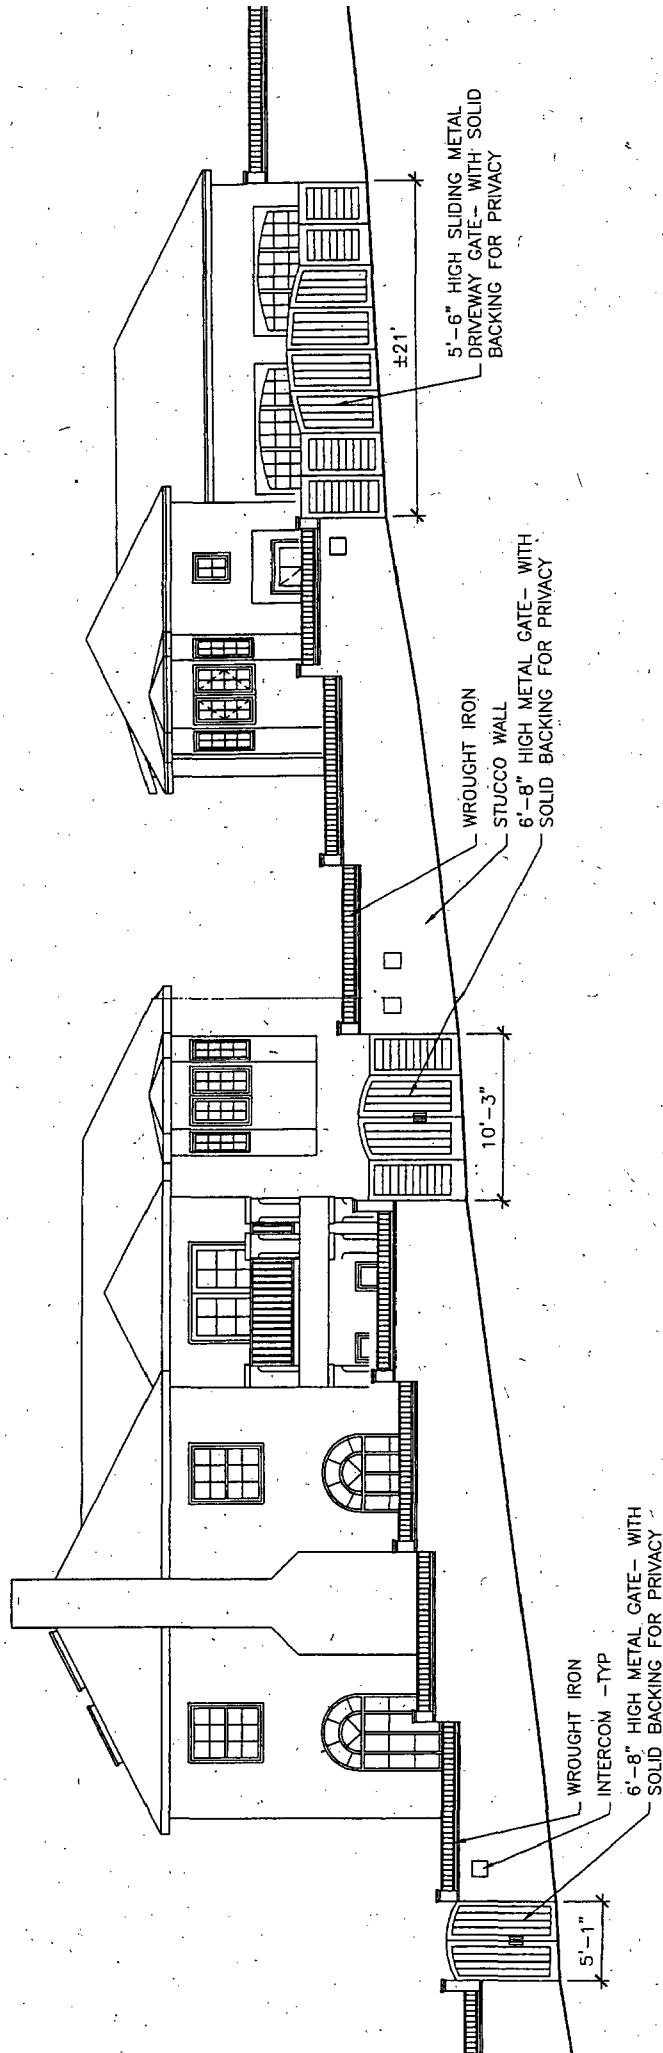 5'-1"
WROUGHT IRON
INTERCOM -TYP
6'-8" HIGH METAL GATE- WITH
SOLID BACKING FOR PRIVACY
10'-3"
WROUGHT IRON
STUCCO WALL
6'-8" HIGH METAL GATE- WITH
SOLID BACKING FOR PRIVACY
±21'
5'-6" HIGH SLIDING METAL
DRIVEWAY GATE- WITH SOLID
BACKING FOR PRIVACY